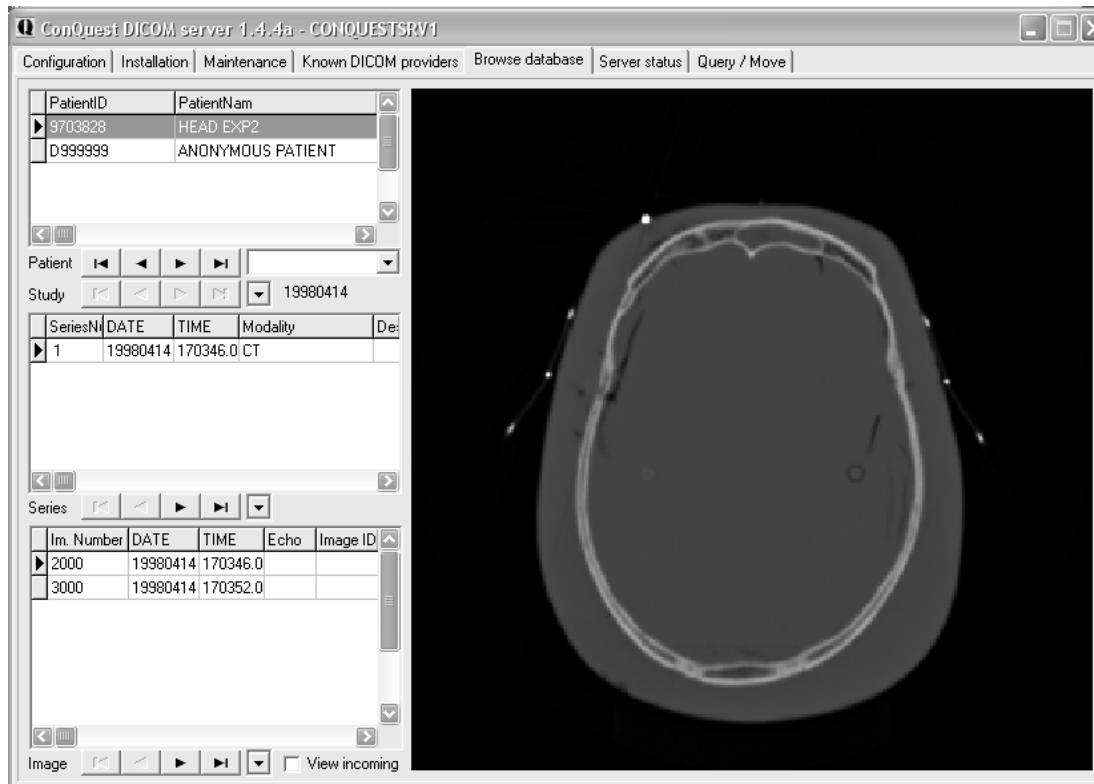 ConQuest DICOM server 1.4.4a - CONQUESTSRV1
Configuration Installation Maintenance Known DICOM providers Browse database Server status Query / Move
PatientID PatientNam
9703828 HEAD EXP2
D999999 ANONYMOUS PATIENT
Patient
Study 19980414
SeriesNu DATE TIME Modality Des
1 19980414 170346.0 CT
Series
Im. Number DATE TIME Echo Image ID
2000 19980414 170346.0
3000 19980414 170352.0
Image View incoming